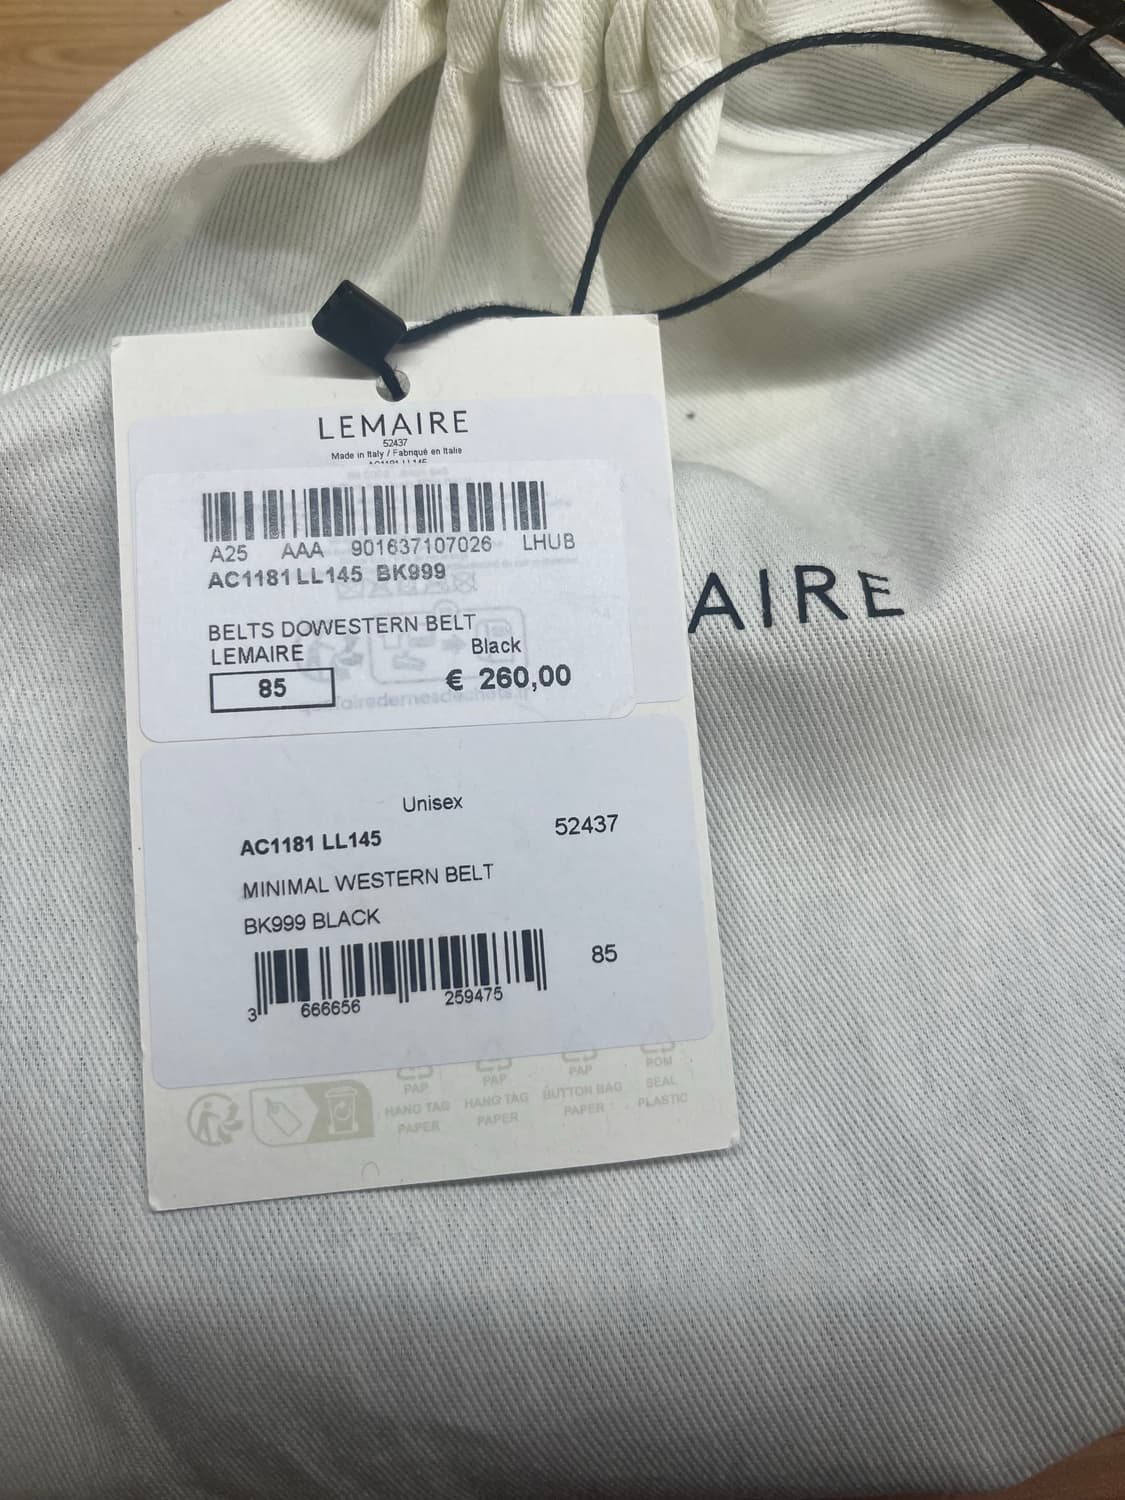 LEMAIRE
52437
Made in Italy / Fabriqué en Italie
A25 AAA 901637107026 LHUB
AC1181 LL145 BK999
BELTS DOWESTERN BELT
LEMAIRE
Black
85
€ 260,00
AIRE
Unisex
AC1181 LL145
52437
MINIMAL WESTERN BELT
BK999 BLACK
85
3 666656 259475
PAP
HANG TAG
PAPER
PAP
HANG TAG
PAPER
PAP
BUTTON BAG
PAPER
POM
SEAL
PLASTIC